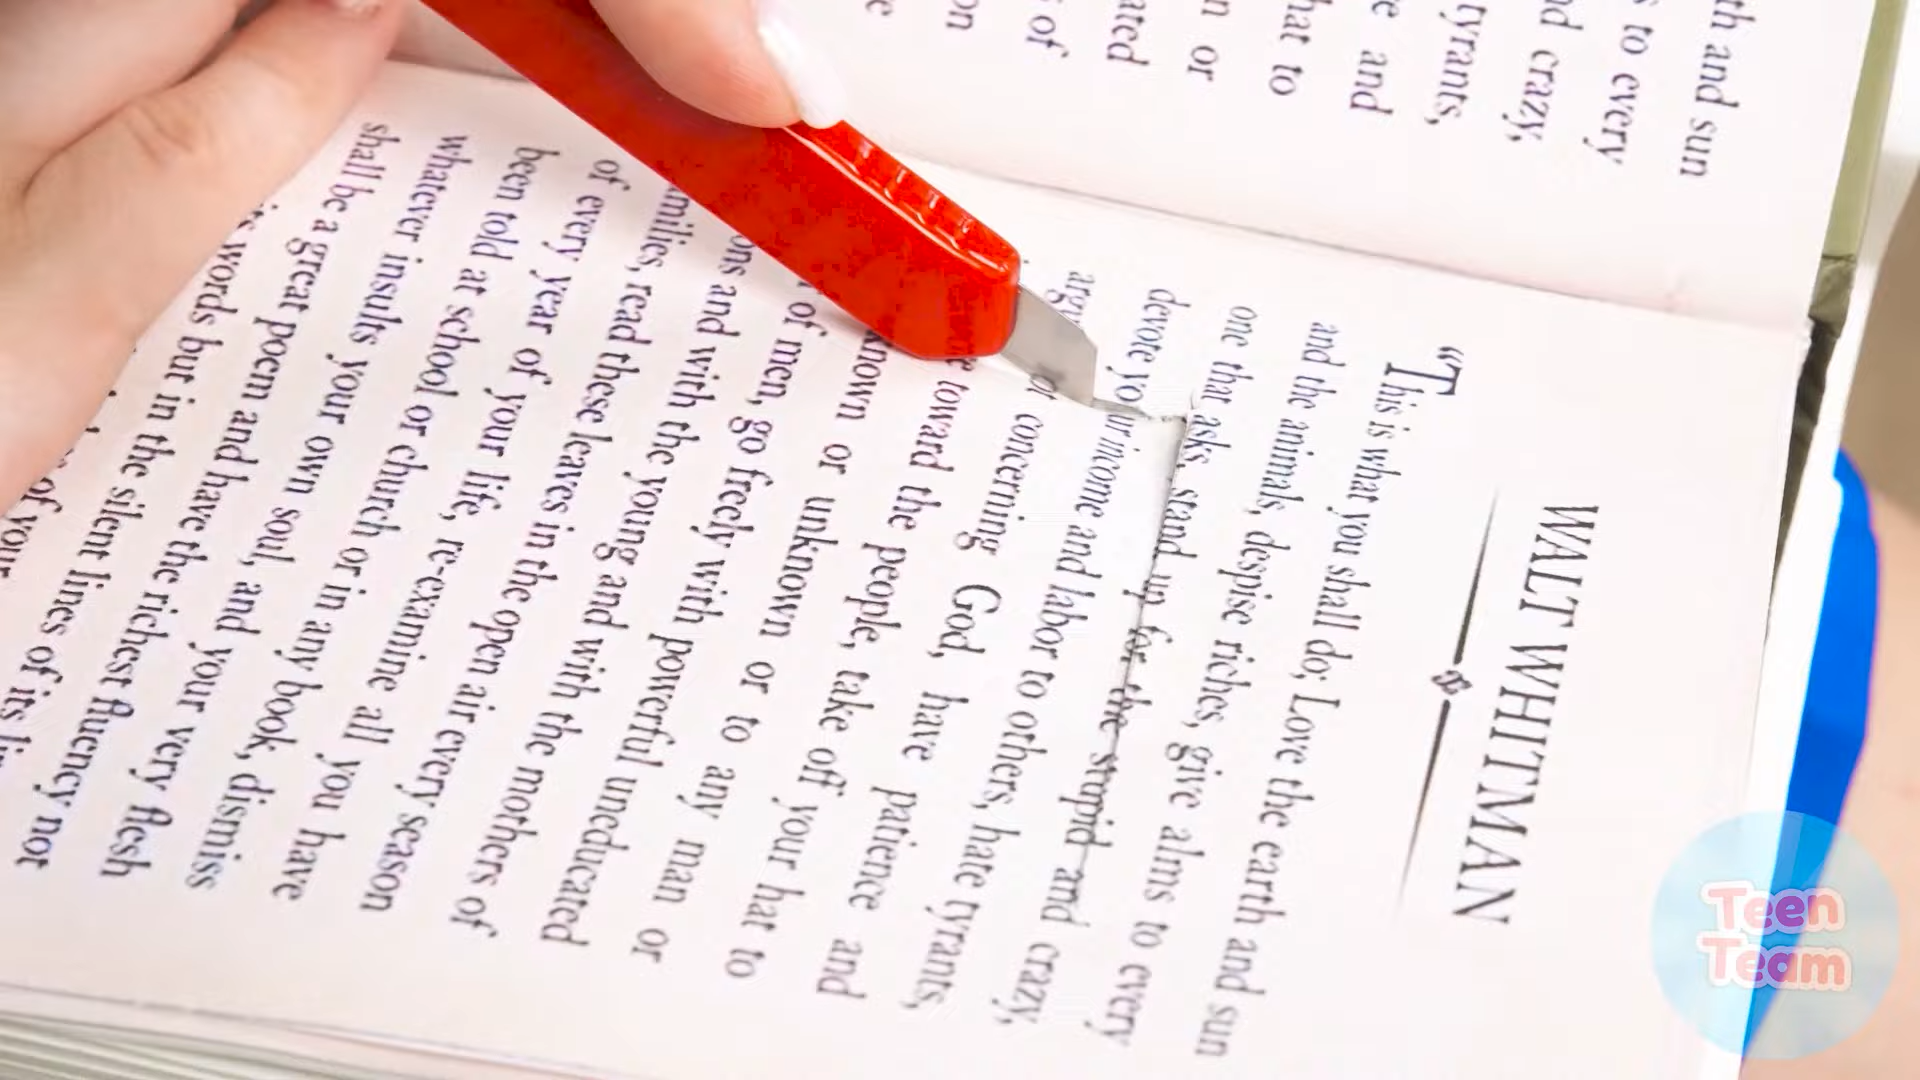 WALT WHITMAN
"This is what you shall do; Love the earth and sun
and the animals, despise riches, give alms to every
one that asks, stand up for the stupid and crazy,
devote your income and labor to others, hate tyrants,
concerning God, have patience and
toward the people, take off your hat to
known or unknown or to any man or
of men, go freely with powerful uneducated
and with the young and with the mothers of
read these leaves in the open air every season
of every year of your life, re-examine all you have
been told at school or church or in any book, dismiss
whatever insults your own soul, and your very flesh
shall be a great poem and have the richest fluency not
words but in the silent lines of its
of your
th and sun
to every
crazy,
tyrants,
and
hat to
or
of
Teen
Team